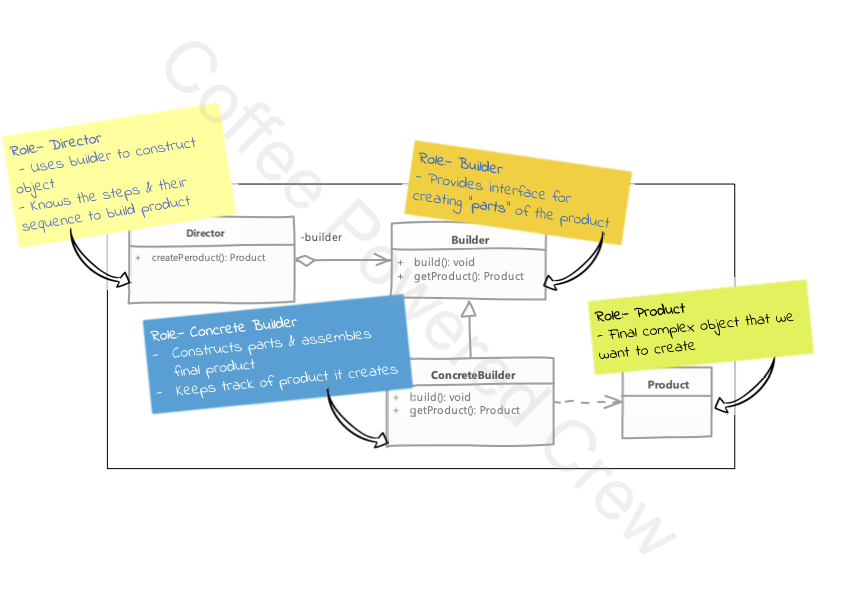 Coffee Powered Crew
Role- Director
- Uses builder to construct
object
- Knows the steps & their
sequence to build product
Role- Builder
- Provides interface for
creating "parts" of the product
Director
+ createPeroduct(): Product
-builder
Builder
+ build(): void
+ getProduct(): Product
Role- Concrete Builder
- Constructs parts & assembles
final product
- Keeps track of product it creates
Role- Product
- Final complex object that we
want to create
ConcreteBuilder
+ build(): void
+ getProduct(): Product
Product